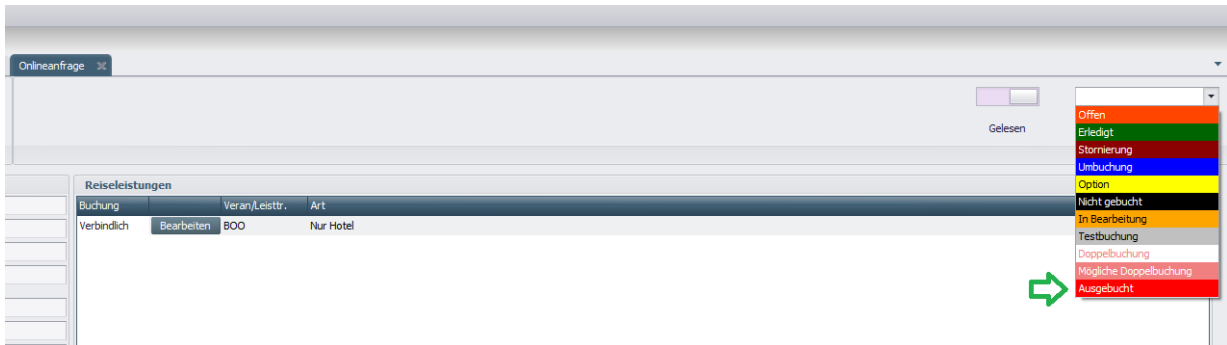 Onlineanfrage
Gelesen
Offen
Erledigt
Stornierung
Umbuchung
Option
Nicht gebucht
In Bearbeitung
Testbuchung
Doppelbuchung
Mögliche Doppelbuchung
Ausgebucht
Reiseleistungen
Buchung Veran/Leisttr. Art
Verbindlich Bearbeiten BOO Nur Hotel